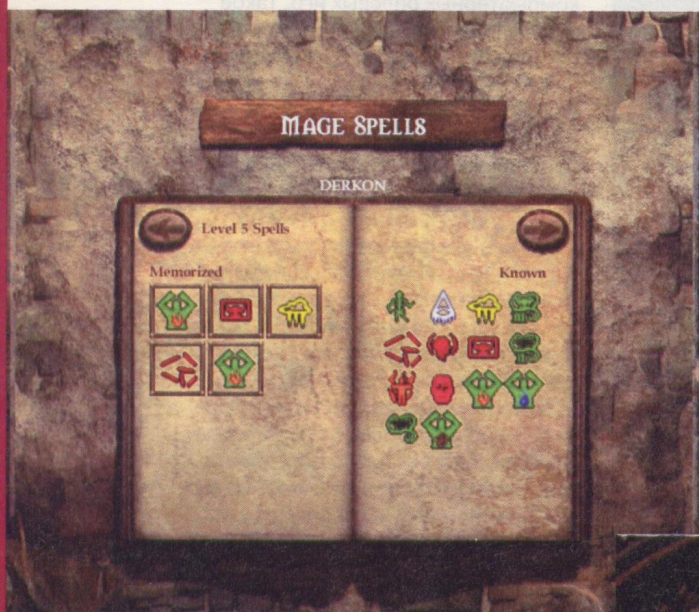 MAGE SPELLS
DERKON
Level 5 Spells
Memorized
Known